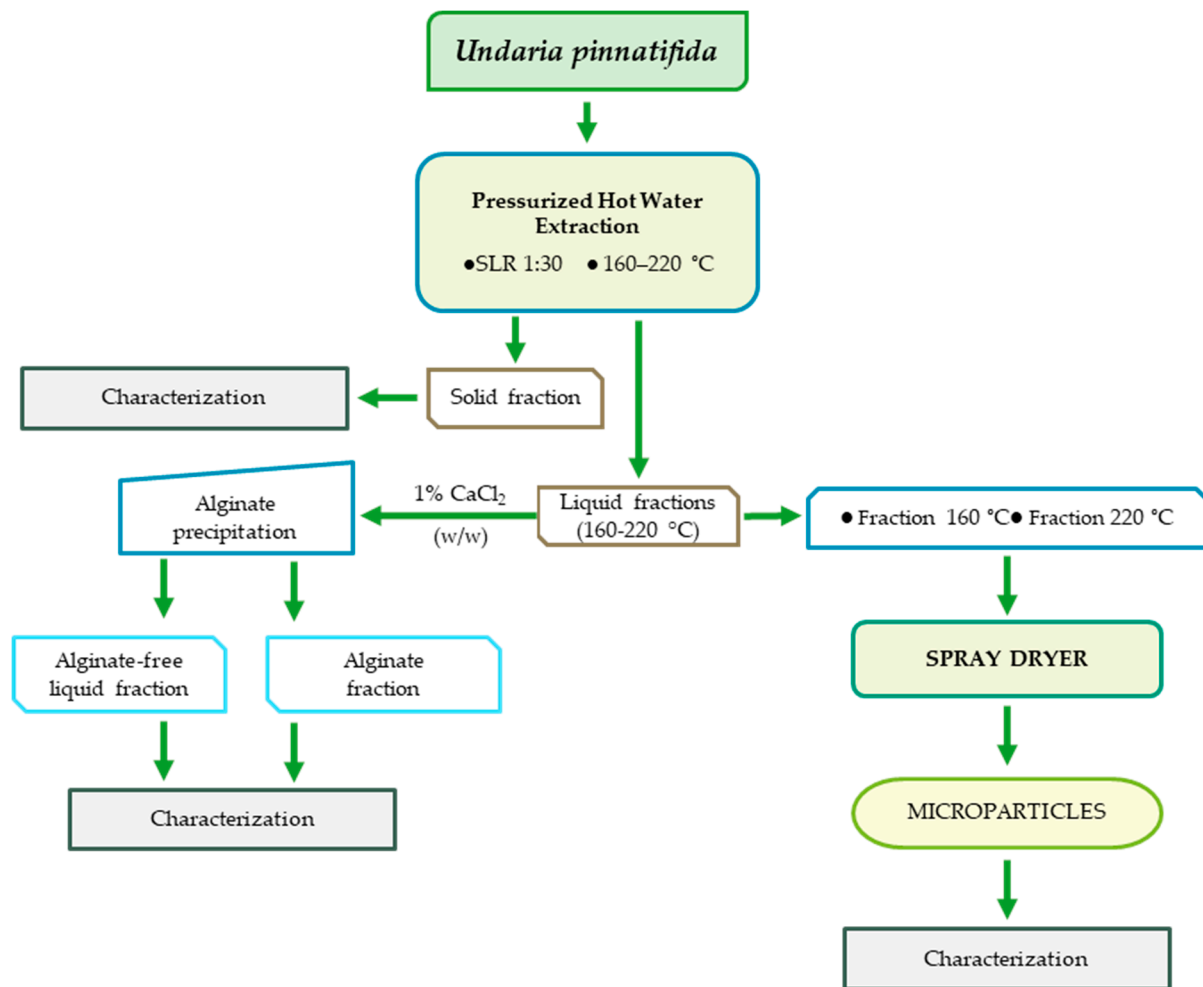 Undaria pinnatifida
Pressurized Hot Water
Extraction
●SLR 1:30 ● 160–220 °C
Characterization
Solid fraction
Alginate
precipitation
1% CaCl₂
(w/w)
Liquid fractions
(160-220 °C)
● Fraction 160 °C● Fraction 220 °C
Alginate-free
liquid fraction
Alginate
fraction
SPRAY DRYER
Characterization
MICROPARTICLES
Characterization